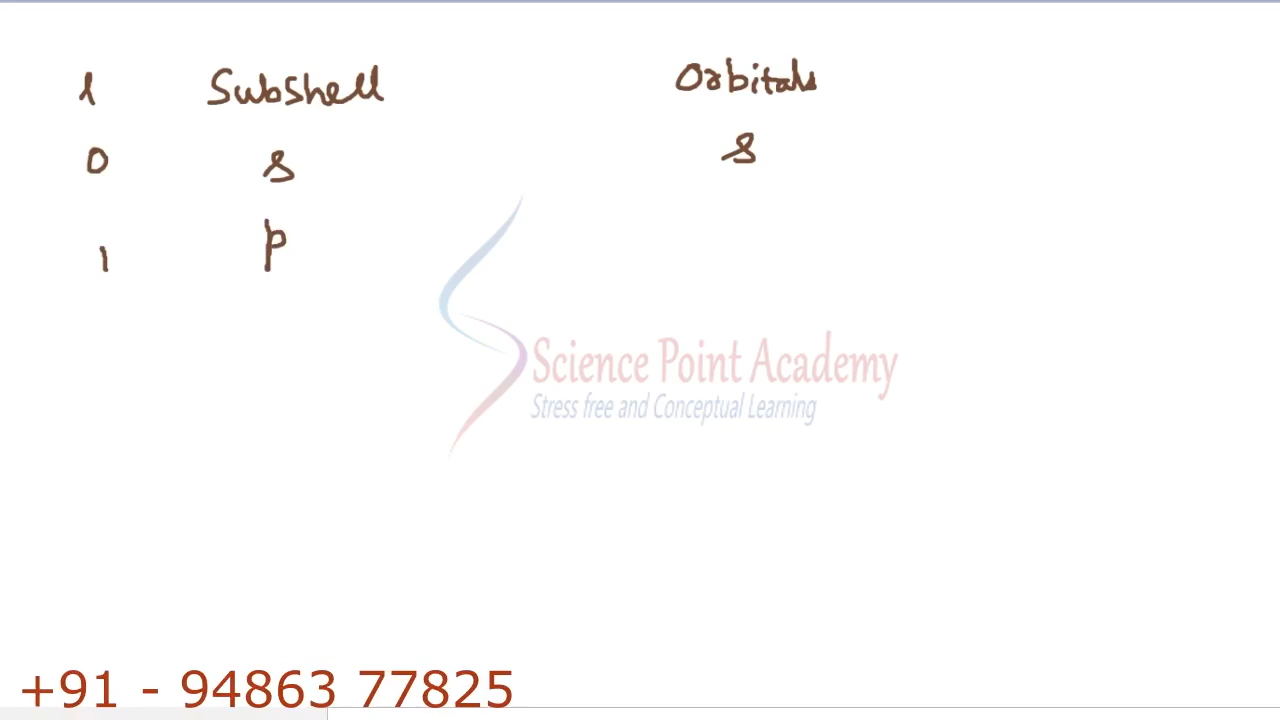 l Subshell Orbitals
0 s s
1 p
Science Point Academy
Stress free and Conceptual Learning
+91 - 94863 77825